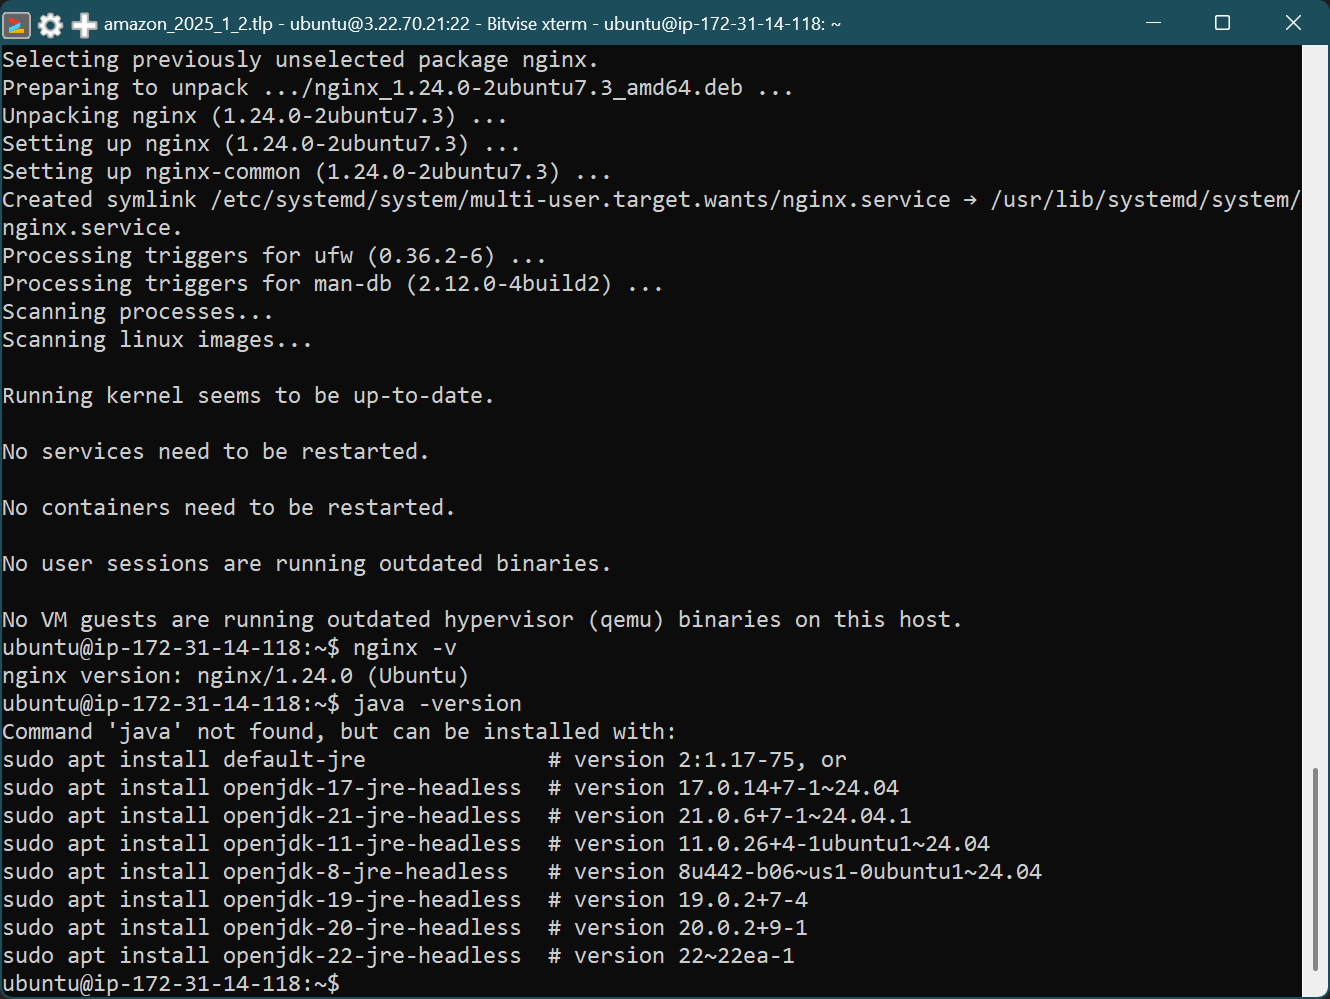 amazon_2025_1_2.tlp - ubuntu@3.22.70.21:22 - Bitvise xterm - ubuntu@ip-172-31-14-118: ~
Selecting previously unselected package nginx.
Preparing to unpack .../nginx_1.24.0-2ubuntu7.3_amd64.deb ...
Unpacking nginx (1.24.0-2ubuntu7.3) ...
Setting up nginx (1.24.0-2ubuntu7.3) ...
Setting up nginx-common (1.24.0-2ubuntu7.3) ...
Created symlink /etc/systemd/system/multi-user.target.wants/nginx.service → /usr/lib/systemd/system/
nginx.service.
Processing triggers for ufw (0.36.2-6) ...
Processing triggers for man-db (2.12.0-4build2) ...
Scanning processes...
Scanning linux images...
Running kernel seems to be up-to-date.
No services need to be restarted.
No containers need to be restarted.
No user sessions are running outdated binaries.
No VM guests are running outdated hypervisor (qemu) binaries on this host.
ubuntu@ip-172-31-14-118:~$ nginx -v
nginx version: nginx/1.24.0 (Ubuntu)
ubuntu@ip-172-31-14-118:~$ java -version
Command 'java' not found, but can be installed with:
sudo apt install default-jre              # version 2:1.17-75, or
sudo apt install openjdk-17-jre-headless  # version 17.0.14+7-1~24.04
sudo apt install openjdk-21-jre-headless  # version 21.0.6+7-1~24.04.1
sudo apt install openjdk-11-jre-headless  # version 11.0.26+4-1ubuntu1~24.04
sudo apt install openjdk-8-jre-headless   # version 8u442-b06~us1-0ubuntu1~24.04
sudo apt install openjdk-19-jre-headless  # version 19.0.2+7-4
sudo apt install openjdk-20-jre-headless  # version 20.0.2+9-1
sudo apt install openjdk-22-jre-headless  # version 22~22ea-1
ubuntu@ip-172-31-14-118:~$